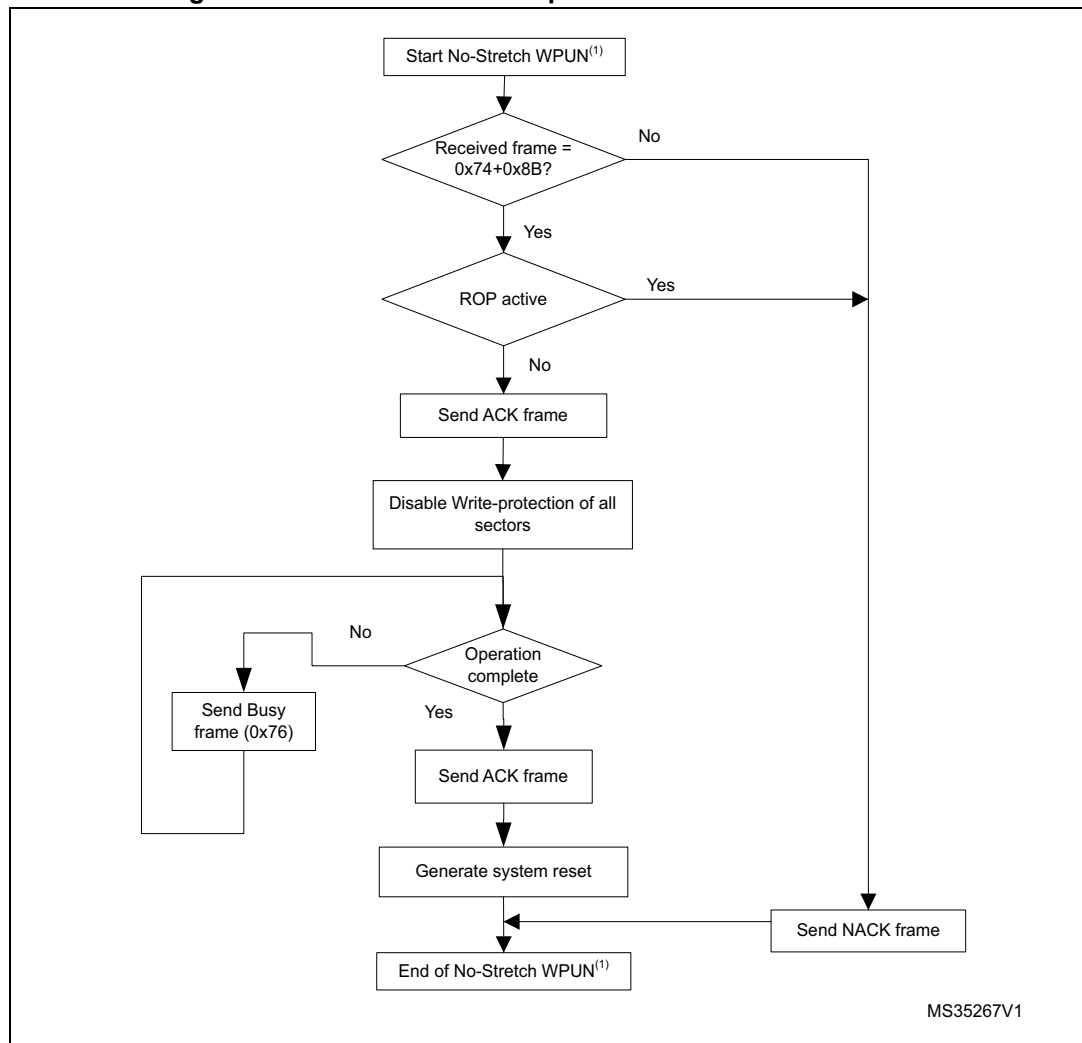 Start No-Stretch WPUN(1)
No
Received frame =
0x74+0x8B?
Yes
Yes
ROP active
No
Send ACK frame
Disable Write-protection of all
sectors
No
Operation
complete
Send Busy
frame (0x76)
Yes
Send ACK frame
Generate system reset
Send NACK frame
End of No-Stretch WPUN(1)
MS35267V1